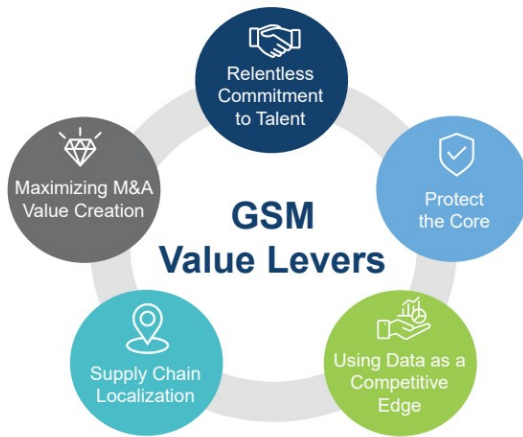 Relentless
Commitment
to Talent
Maximizing M&A
Value Creation
Protect
the Core
GSM
Value Levers
Supply Chain
Localization
Using Data as a
Competitive
Edge